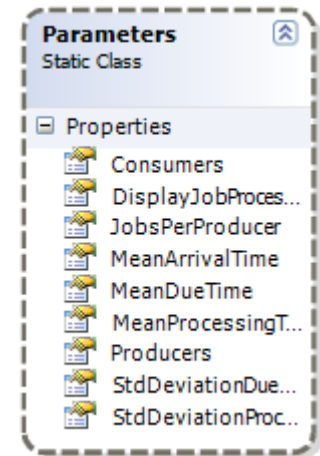 Parameters
Static Class
Properties
Consumers
DisplayJobProces...
JobsPerProducer
MeanArrivalTime
MeanDueTime
MeanProcessingT...
Producers
StdDeviationDue...
StdDeviationProc...